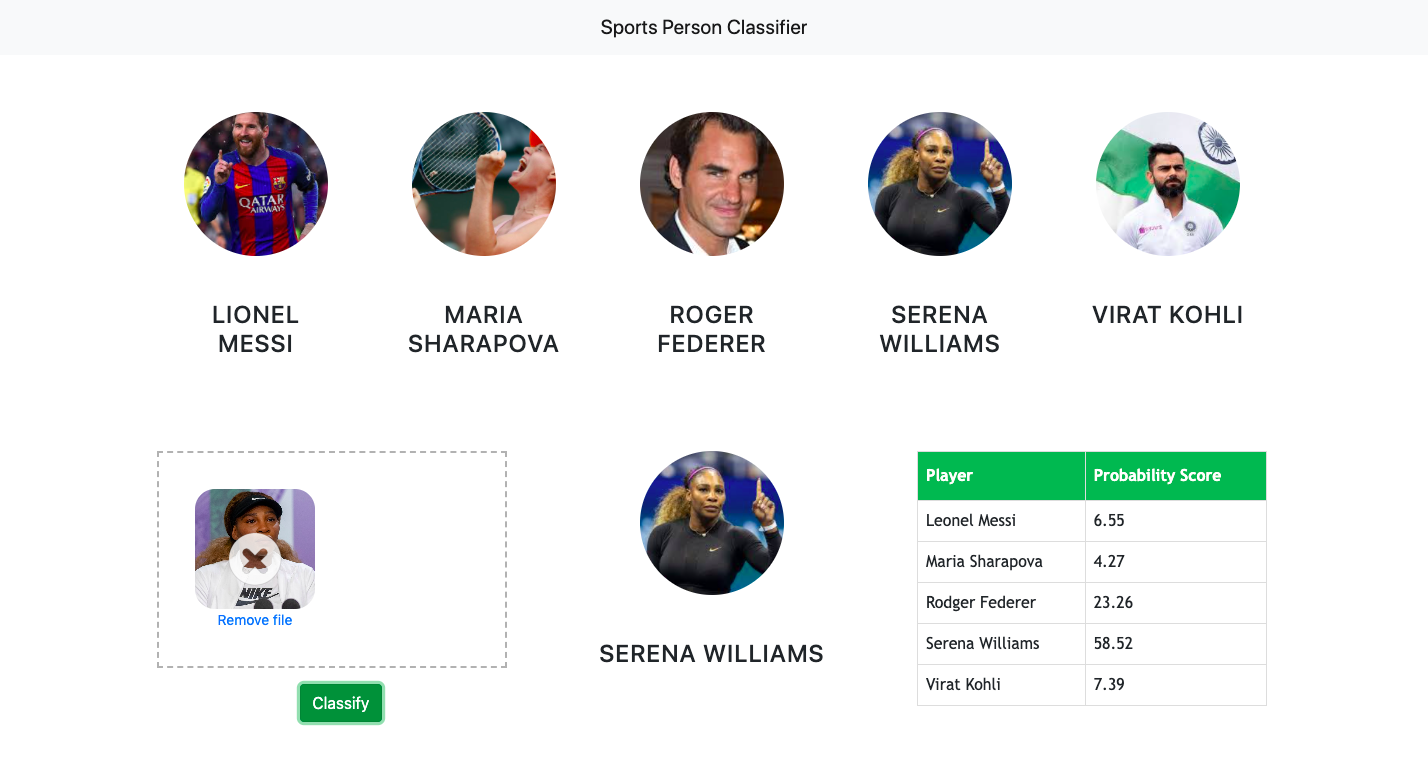 Sports Person Classifier
QATAR
AIRWAYS
LIONEL
MESSI
MARIA
SHARAPOVA
ROGER
FEDERER
SERENA
WILLIAMS
VIRAT KOHLI
NIKE
Remove file
Classify
SERENA WILLIAMS
Player Probability Score
Leonel Messi 6.55
Maria Sharapova 4.27
Rodger Federer 23.26
Serena Williams 58.52
Virat Kohli 7.39